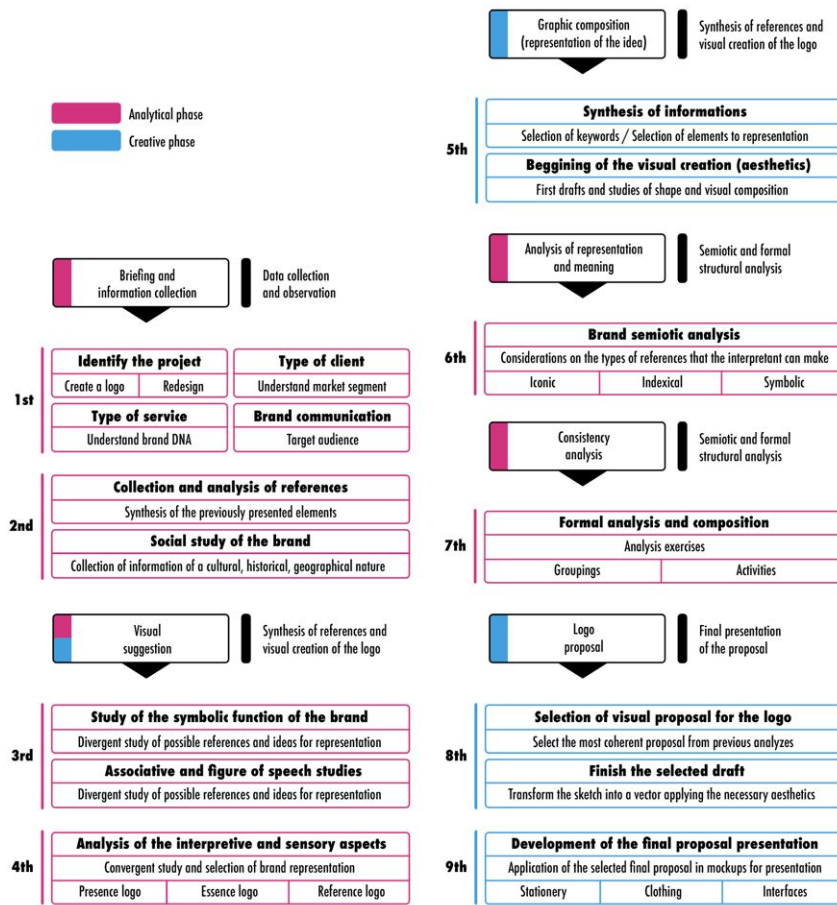 Analytical phase
Creative phase
Briefing and
information collection
Data collection
and observation
1st
Identify the project
Create a logo
Redesign
Type of client
Understand market segment
Type of service
Understand brand DNA
Brand communication
Target audience
2nd
Collection and analysis of references
Synthesis of the previously presented elements
Social study of the brand
Collection of information of a cultural, historical, geographical nature
Visual
suggestion
Synthesis of references and
visual creation of the logo
3rd
Study of the symbolic function of the brand
Divergent study of possible references and ideas for representation
Associative and figure of speech studies
Divergent study of possible references and ideas for representation
4th
Analysis of the interpretive and sensory aspects
Convergent study and selection of brand representation
Presence logo
Essence logo
Reference logo
Graphic composition
(representation of the idea)
Synthesis of references and
visual creation of the logo
5th
Synthesis of informations
Selection of keywords / Selection of elements to representation
Beggining of the visual creation (aesthetics)
First drafts and studies of shape and visual composition
Analysis of representation
and meaning
Semiotic and formal
structural analysis
6th
Brand semiotic analysis
Considerations on the types of references that the interpretant can make
Iconic
Indexical
Symbolic
Consistency
analysis
Semiotic and formal
structural analysis
7th
Formal analysis and composition
Analysis exercises
Groupings
Activities
Logo
proposal
Final presentation
of the proposal
8th
Selection of visual proposal for the logo
Select the most coherent proposal from previous analyzes
Finish the selected draft
Transform the sketch into a vector applying the necessary aesthetics
9th
Development of the final proposal presentation
Application of the selected final proposal in mockups for presentation
Stationery
Clothing
Interfaces